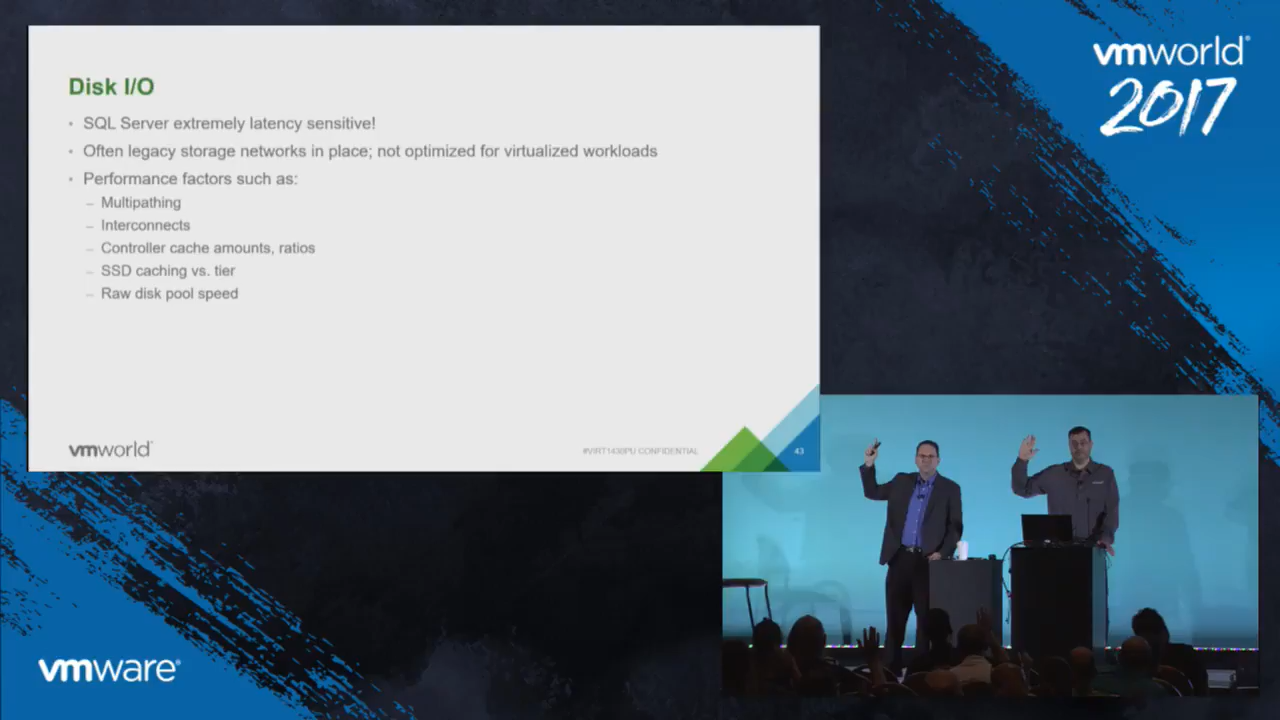 Disk I/O
• SQL Server extremely latency sensitive!
• Often legacy storage networks in place; not optimized for virtualized workloads
• Performance factors such as:
– Multipathing
– Interconnects
– Controller cache amounts, ratios
– SSD caching vs. tier
– Raw disk pool speed
vmworld
#VIRT1430PU CONFIDENTIAL
43
vmworld®
2017
vmware®